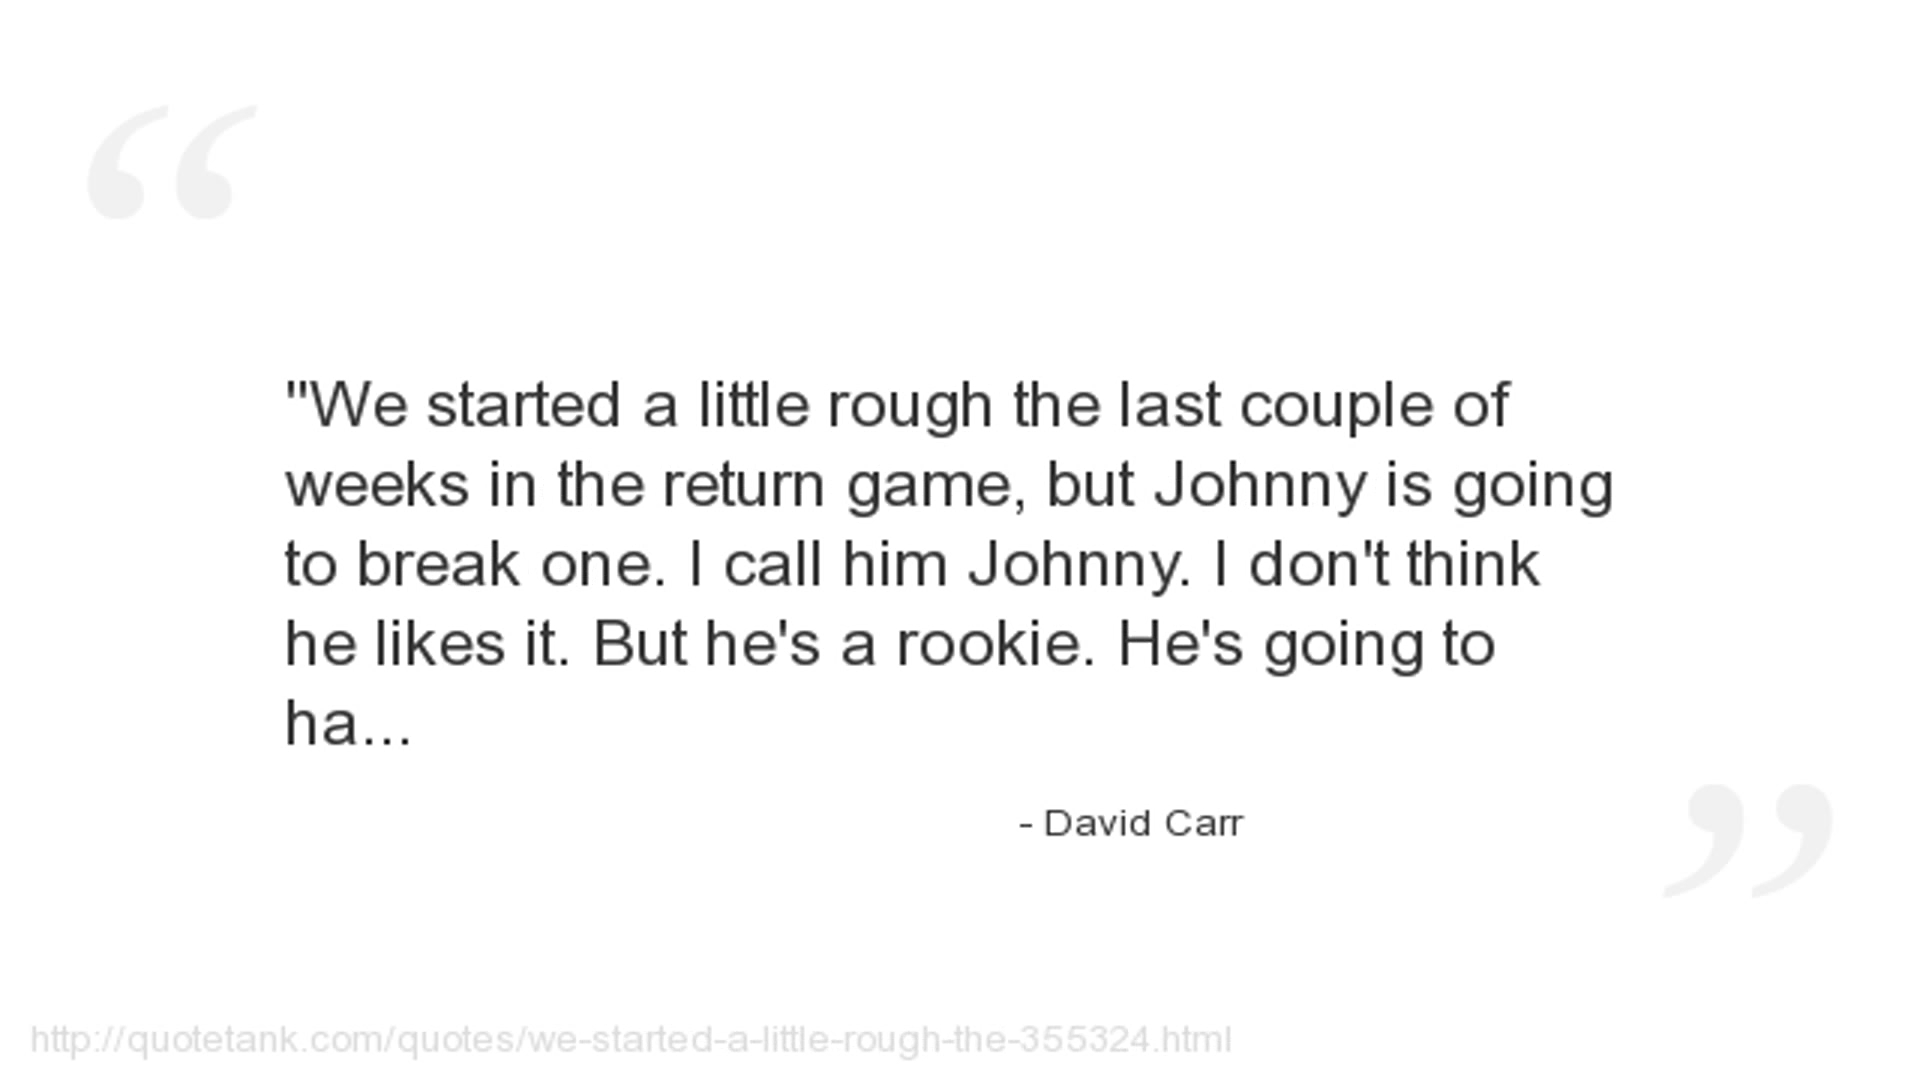 "We started a little rough the last couple of
weeks in the return game, but Johnny is going
to break one. I call him Johnny. I don't think
he likes it. But he's a rookie. He's going to
ha...
- David Carr
http://quotetank.com/quotes/we-started-a-little-rough-the-355324.html